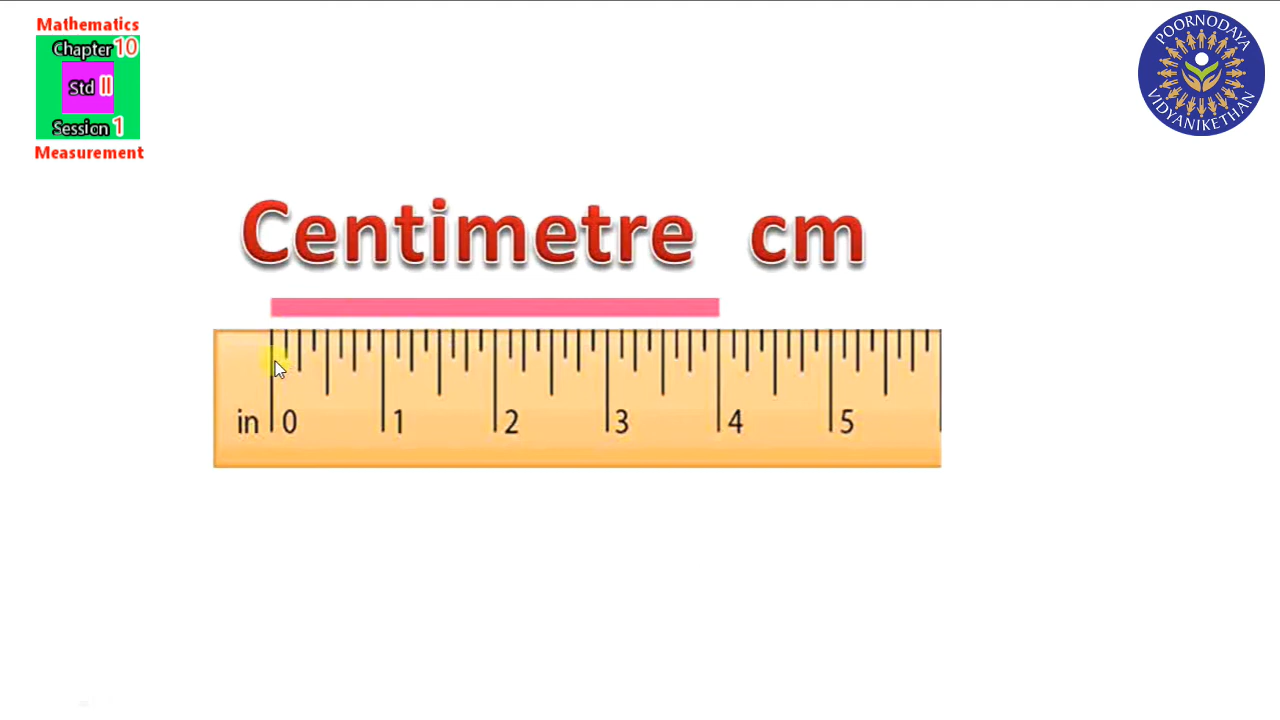 Mathematics
Chapter 10
Std II
Session 1
Measurement
POORNODAYA
VIDYANIKETHAN
Centimetre cm
in 0 1 2 3 4 5